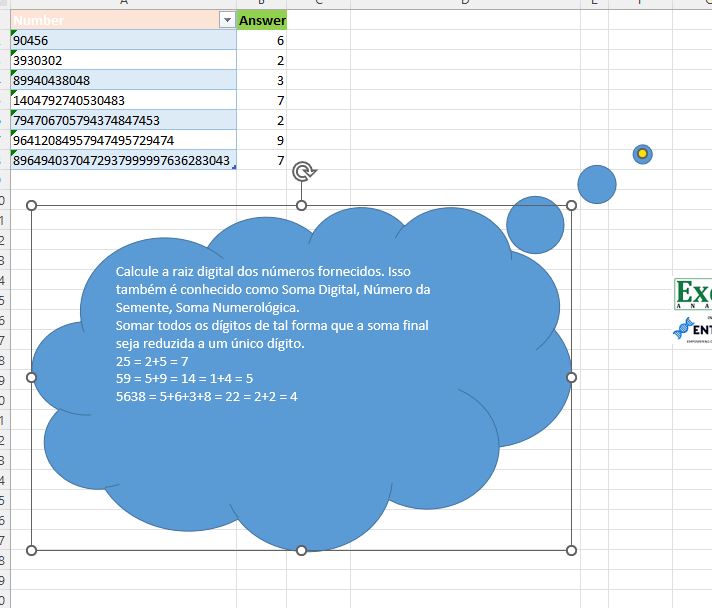 A B C D E F
Number Answer
90456 6
3930302 2
89940438048 3
1404792740530483 7
794706705794374847453 2
96412084957947495729474 9
8964940370472937999997636283043 7
Calcule a raiz digital dos números fornecidos. Isso
também é conhecido como Soma Digital, Número da
Semente, Soma Numerológica.
Somar todos os dígitos de tal forma que a soma final
seja reduzida a um único dígito.
25 = 2+5 = 7
59 = 5+9 = 14 = 1+4 = 5
5638 = 5+6+3+8 = 22 = 2+2 = 4